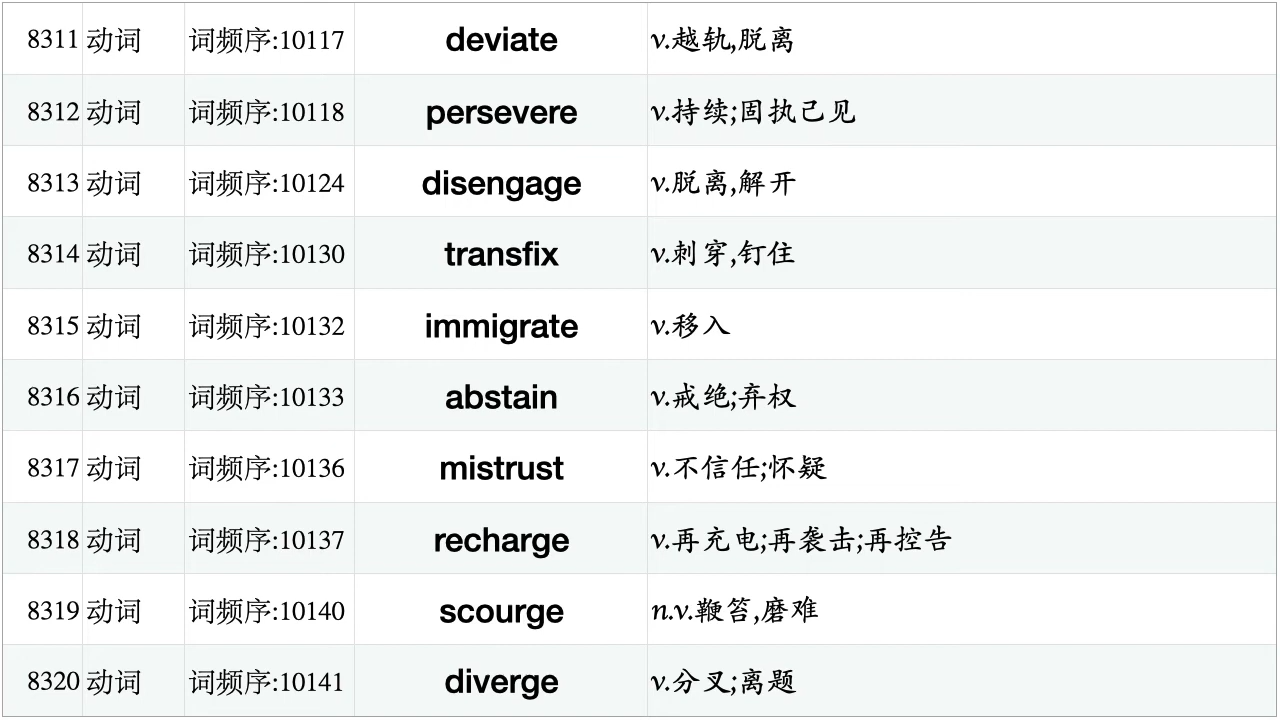 8311 动词 词频序:10117 deviate v.越轨,脱离
8312 动词 词频序:10118 persevere v.持续;固执己见
8313 动词 词频序:10124 disengage v.脱离,解开
8314 动词 词频序:10130 transfix v.刺穿,钉住
8315 动词 词频序:10132 immigrate v.移入
8316 动词 词频序:10133 abstain v.戒绝;弃权
8317 动词 词频序:10136 mistrust v.不信任;怀疑
8318 动词 词频序:10137 recharge v.再充电;再袭击;再控告
8319 动词 词频序:10140 scourge n.v.鞭笞,磨难
8320 动词 词频序:10141 diverge v.分叉;离题